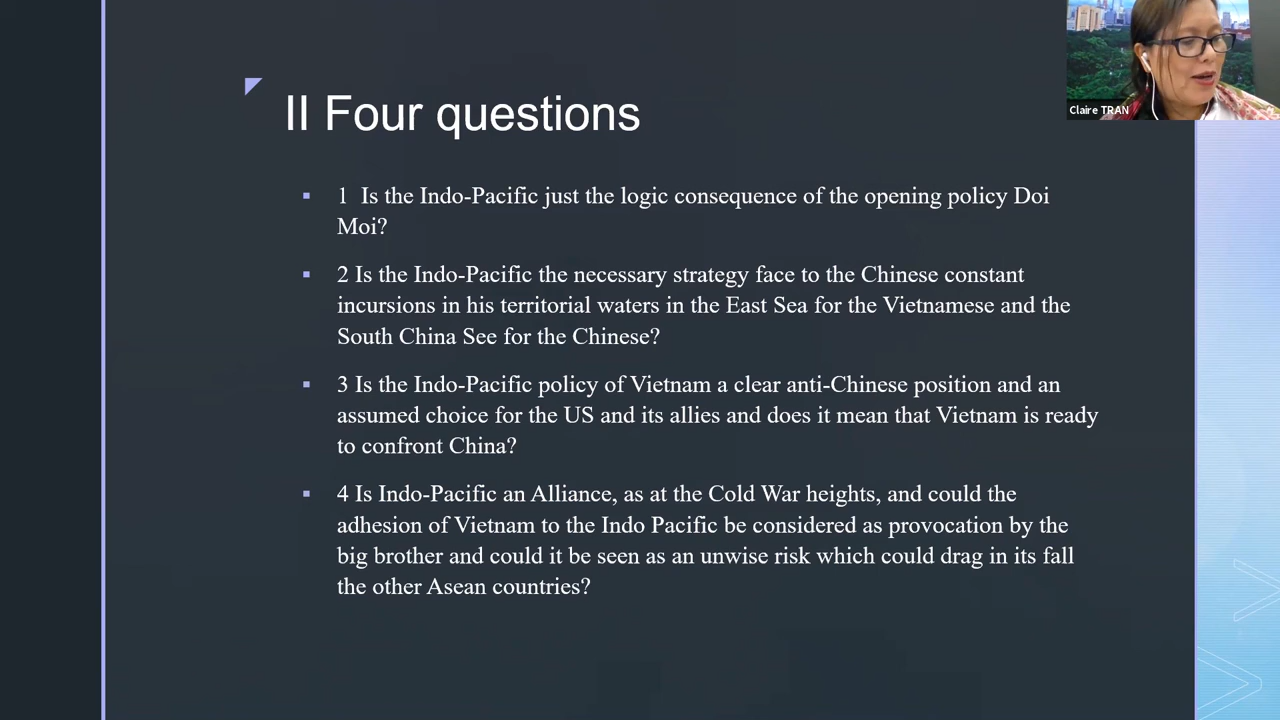 II Four questions
1 Is the Indo-Pacific just the logic consequence of the opening policy Doi
Moi?
2 Is the Indo-Pacific the necessary strategy face to the Chinese constant
incursions in his territorial waters in the East Sea for the Vietnamese and the
South China See for the Chinese?
3 Is the Indo-Pacific policy of Vietnam a clear anti-Chinese position and an
assumed choice for the US and its allies and does it mean that Vietnam is ready
to confront China?
4 Is Indo-Pacific an Alliance, as at the Cold War heights, and could the
adhesion of Vietnam to the Indo Pacific be considered as provocation by the
big brother and could it be seen as an unwise risk which could drag in its fall
the other Asean countries?
Claire TRAN